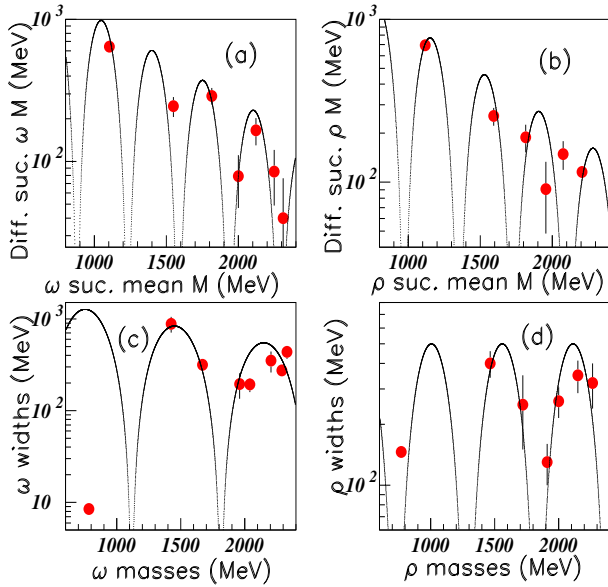 10³
10²
Diff. suc. ω M (MeV)
(a)
1000
1500
2000
ω suc. mean M (MeV)
10³
10²
Diff. suc. ρ M (MeV)
(b)
1000
1500
2000
ρ suc. mean M (MeV)
10³
10²
10
ω widths (MeV)
(c)
1000
1500
2000
ω masses (MeV)
10²
ρ widths (MeV)
(d)
1000
1500
2000
ρ masses (MeV)